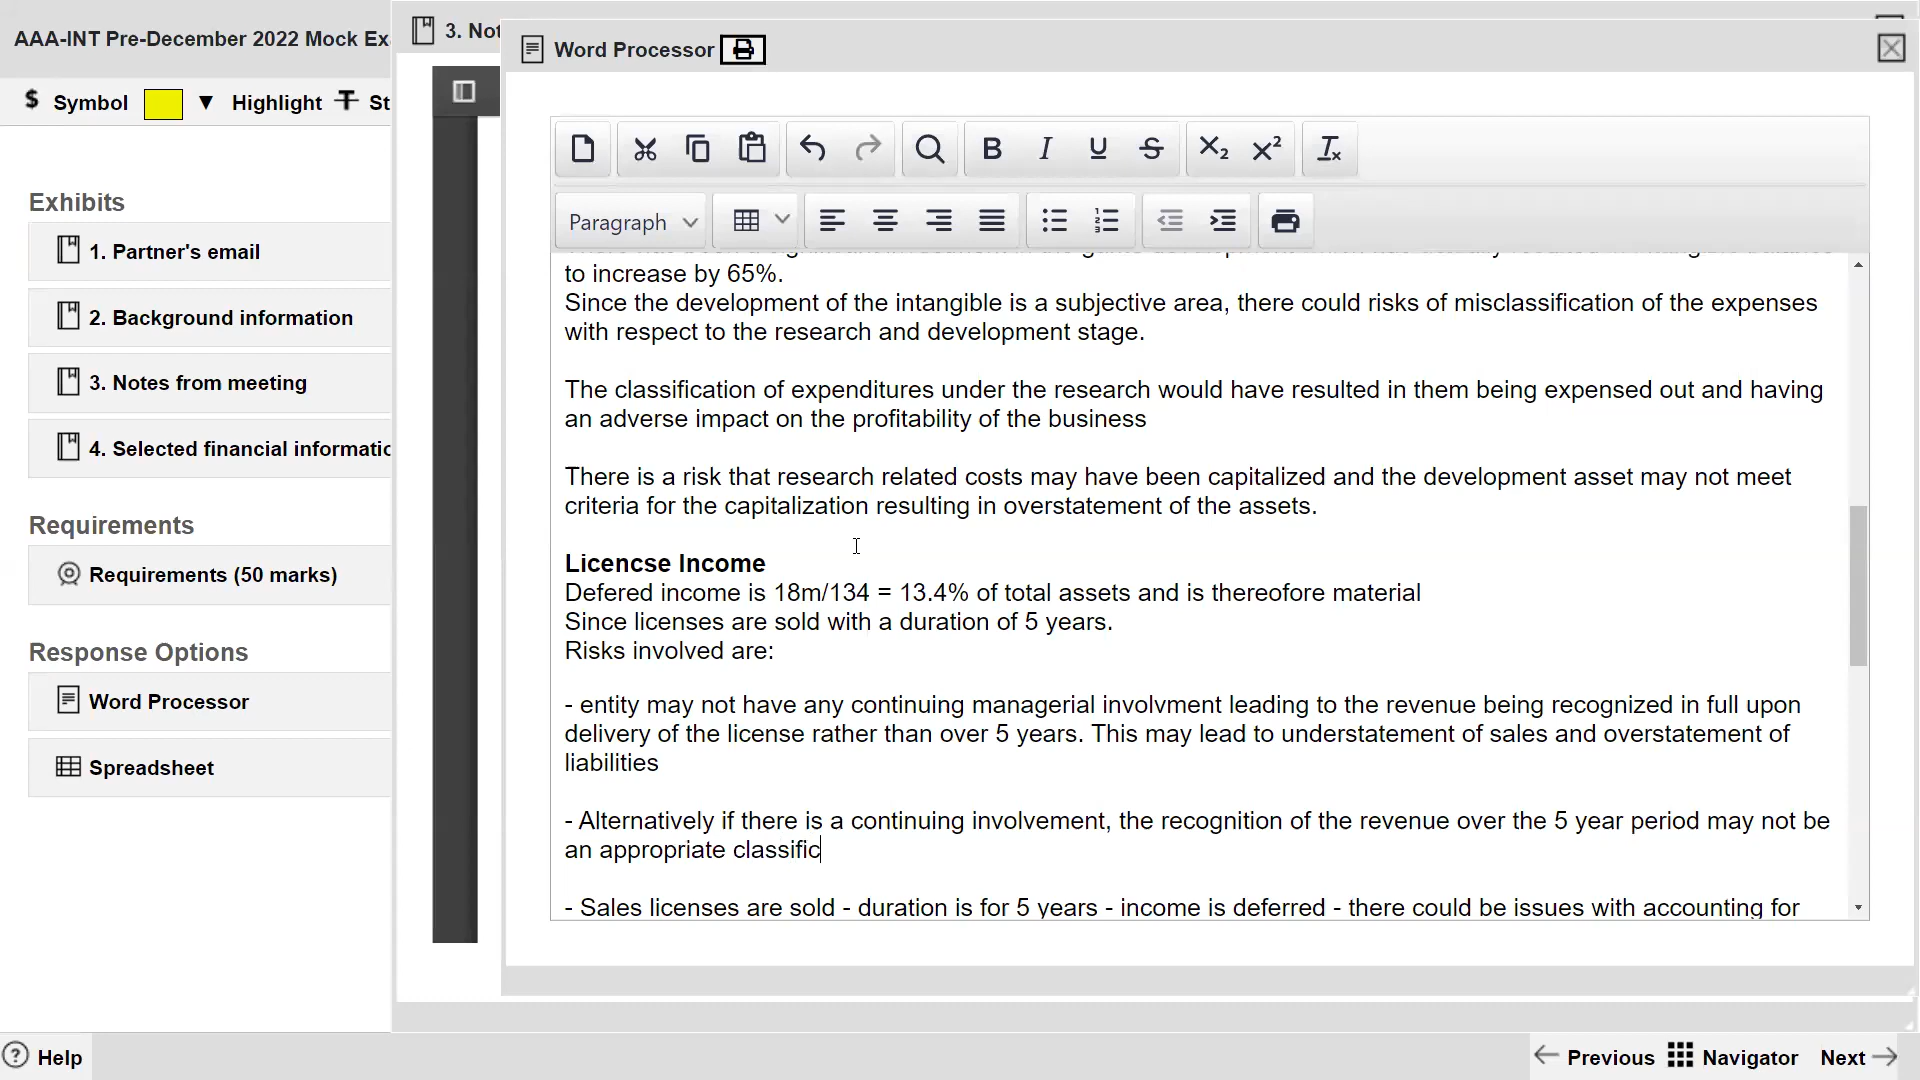 AAA-INT Pre-December 2022 Mock Ex
3. Not
Word Processor
Symbol
Highlight
St
Paragraph
Exhibits
1. Partner's email
2. Background information
3. Notes from meeting
4. Selected financial informatic
Requirements
Requirements (50 marks)
Response Options
Word Processor
Spreadsheet
to increase by 65%.
Since the development of the intangible is a subjective area, there could risks of misclassification of the expenses
with respect to the research and development stage.
The classification of expenditures under the research would have resulted in them being expensed out and having
an adverse impact on the profitability of the business
There is a risk that research related costs may have been capitalized and the development asset may not meet
criteria for the capitalization resulting in overstatement of the assets.
Licencse Income
Defered income is 18m/134 = 13.4% of total assets and is thereofore material
Since licenses are sold with a duration of 5 years.
Risks involved are:
- entity may not have any continuing managerial involvment leading to the revenue being recognized in full upon
delivery of the license rather than over 5 years. This may lead to understatement of sales and overstatement of
liabilities
- Alternatively if there is a continuing involvement, the recognition of the revenue over the 5 year period may not be
an appropriate classific
- Sales licenses are sold - duration is for 5 years - income is deferred - there could be issues with accounting for
Help
Previous
Navigator
Next